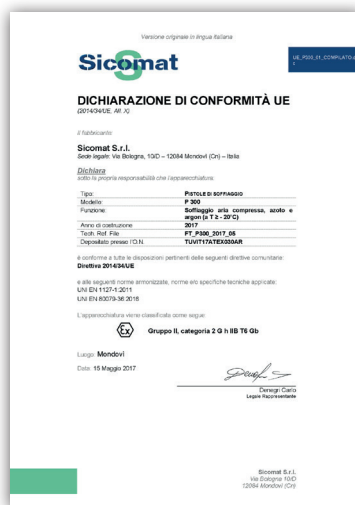 Versione originale in lingua italiana
Sicomat
UE_P300_01_COMPILATO.
DICHIARAZIONE DI CONFORMITÀ UE
(2014/34/UE, All. X)
Il fabbricante:
Sicomat S.r.l.
Sede legale: Via Bologna, 10/D – 12084 Mondovì (Cn) – Italia
Dichiara
sotto la propria responsabilità che l'apparecchiatura:
Tipo: PISTOLE DI SOFFIAGGIO
Modello: P 300
Funzione: Soffiaggio aria compressa, azoto e
argon (a T ≥ - 20°C)
Anno di costruzione 2017
Tech. Ref. File FT_P300_2017_05
Depositato presso l'O.N. TUVIT17ATEX030AR
è conforme a tutte le disposizioni pertinenti delle seguenti direttive comunitarie:
Direttiva 2014/34/UE
e alle seguenti norme armonizzate, norme e/o specifiche tecniche applicate:
UNI EN 1127-1:2011
UNI EN 80079-36:2016
L'apparecchiatura viene classificata come segue:
Ex Gruppo II, categoria 2 G h IIB T6 Gb
Luogo: Mondovì
Data: 15 Maggio 2017
Denegri Carlo
Legale Rappresentante
Sicomat S.r.l.
Via Bologna 10/D
12084 Mondovì (Cn)